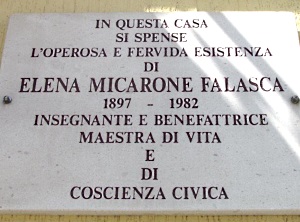 IN QUESTA CASA
SI SPENSE
L'OPEROSA E FERVIDA ESISTENZA
DI
ELENA MICARONE FALASCA
1897 - 1982
INSEGNANTE E BENEFATTRICE
MAESTRA DI VITA
E
DI
COSCIENZA CIVICA